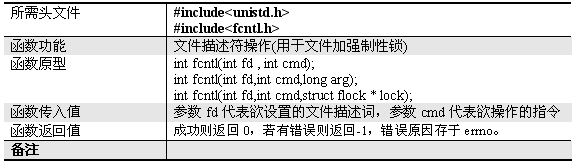 所需头文件
#include<unistd.h>
#include<fcntl.h>
函数功能
文件描述符操作(用于文件加强制性锁)
函数原型
int fcntl(int fd , int cmd);
int fcntl(int fd,int cmd,long arg);
int fcntl(int fd,int cmd,struct flock * lock);
函数传入值
参数 fd 代表欲设置的文件描述词，参数 cmd 代表欲操作的指令
函数返回值
成功则返回 0，若有错误则返回-1，错误原因存于 errno。
备注